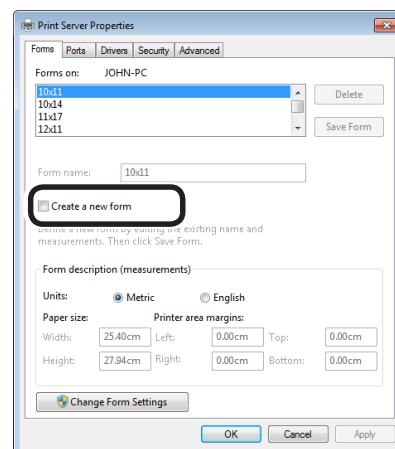 Print Server Properties
Forms Ports Drivers Security Advanced
Forms on: JOHN-PC
10x11
10x14
11x17
12x11
Delete
Save Form
Form name: 10x11
Create a new form
Define a new form by editing the existing name and
measurements. Then click Save Form.
Form description (measurements)
Units: Metric English
Paper size: Printer area margins:
Width: 25.40cm Left: 0.00cm Top: 0.00cm
Height: 27.94cm Right: 0.00cm Bottom: 0.00cm
Change Form Settings
OK Cancel Apply